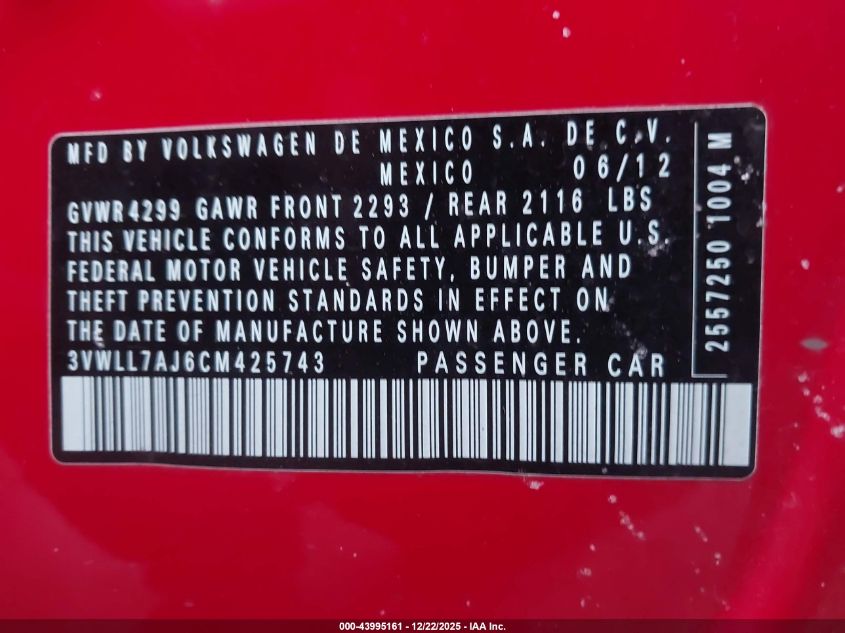 MFD BY VOLKSWAGEN DE MEXICO S.A. DE C.V.
MEXICO 06/12
GVWR4299 GAWR FRONT 2293 / REAR 2116 LBS
THIS VEHICLE CONFORMS TO ALL APPLICABLE U.S.
FEDERAL MOTOR VEHICLE SAFETY, BUMPER AND
THEFT PREVENTION STANDARDS IN EFFECT ON
THE DATE OF MANUFACTURE SHOWN ABOVE.
3VWLL7AJ6CM425743 PASSENGER CAR
2557250 1004 M
000-43995161 - 12/22/2025 - IAA Inc.